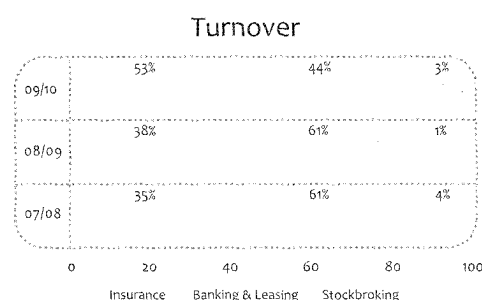 Turnover
53% 44% 3%
09/10
38% 61% 1%
08/09
35% 61% 4%
07/08
0 20 40 60 80 100
Insurance Banking & Leasing Stockbroking